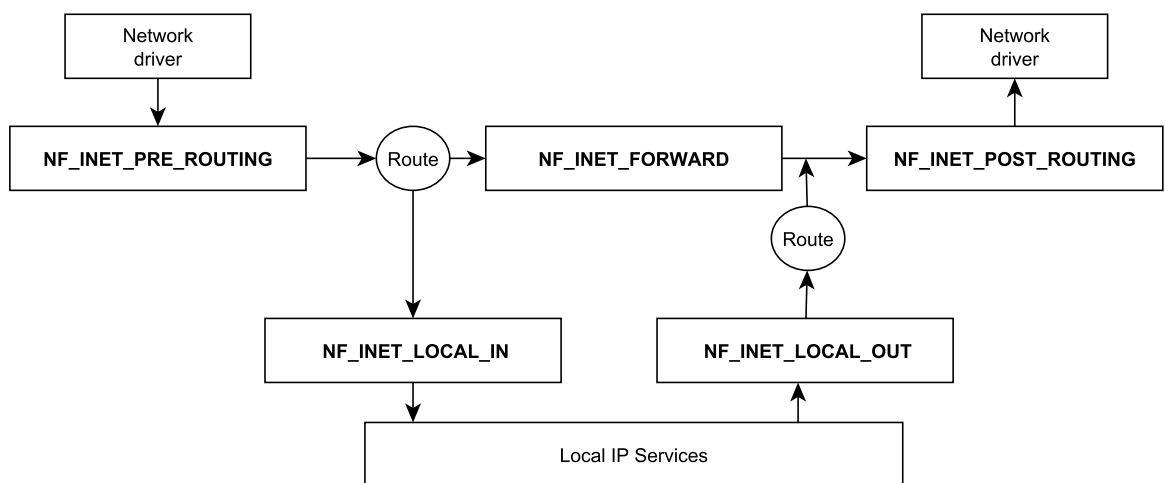 Network
driver
Network
driver
NF_INET_PRE_ROUTING
Route
NF_INET_FORWARD
NF_INET_POST_ROUTING
Route
NF_INET_LOCAL_IN
NF_INET_LOCAL_OUT
Local IP Services